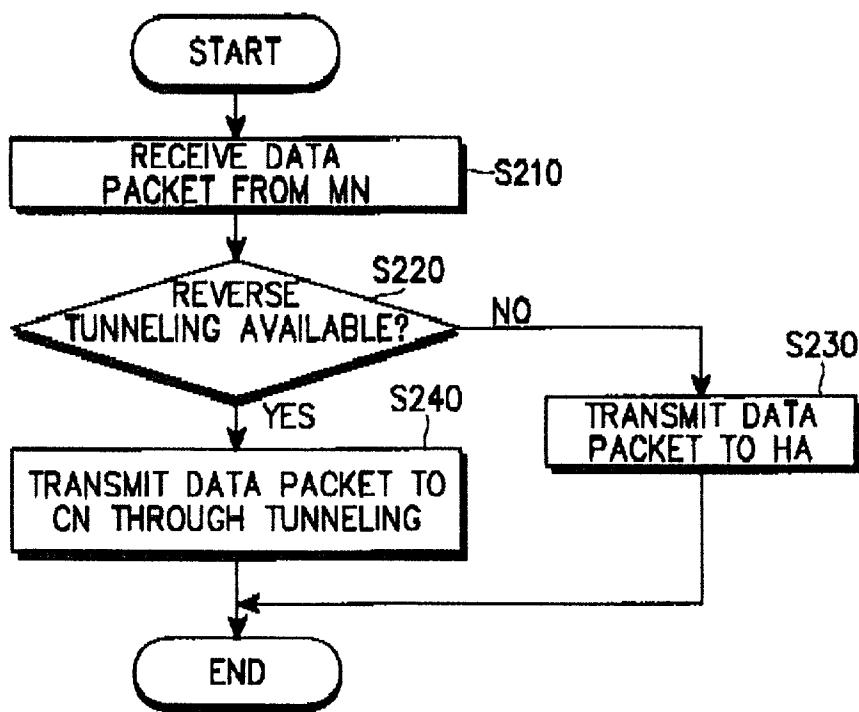 START
RECEIVE DATA
PACKET FROM MN
S210
S220
REVERSE
TUNNELING AVAILABLE?
NO
YES
S230
TRANSMIT DATA
PACKET TO HA
S240
TRANSMIT DATA PACKET TO
CN THROUGH TUNNELING
END